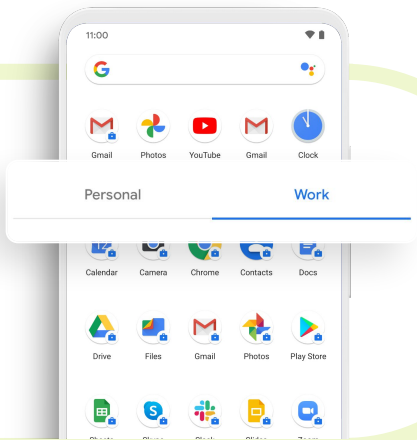 11:00
Gmail Photos YouTube Gmail Clock
Personal Work
Calendar Camera Chrome Contacts Docs
Drive Files Gmail Photos Play Store